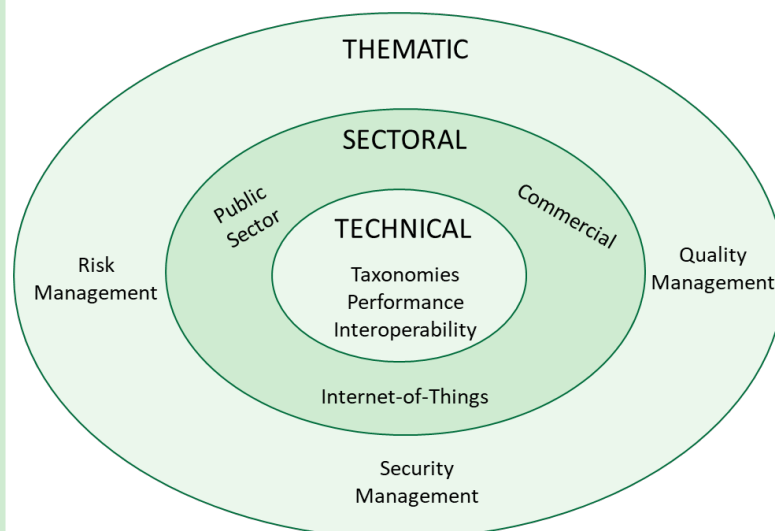 THEMATIC
SECTORAL
Public
Sector
Commercial
TECHNICAL
Taxonomies
Performance
Interoperability
Risk
Management
Quality
Management
Internet-of-Things
Security
Management